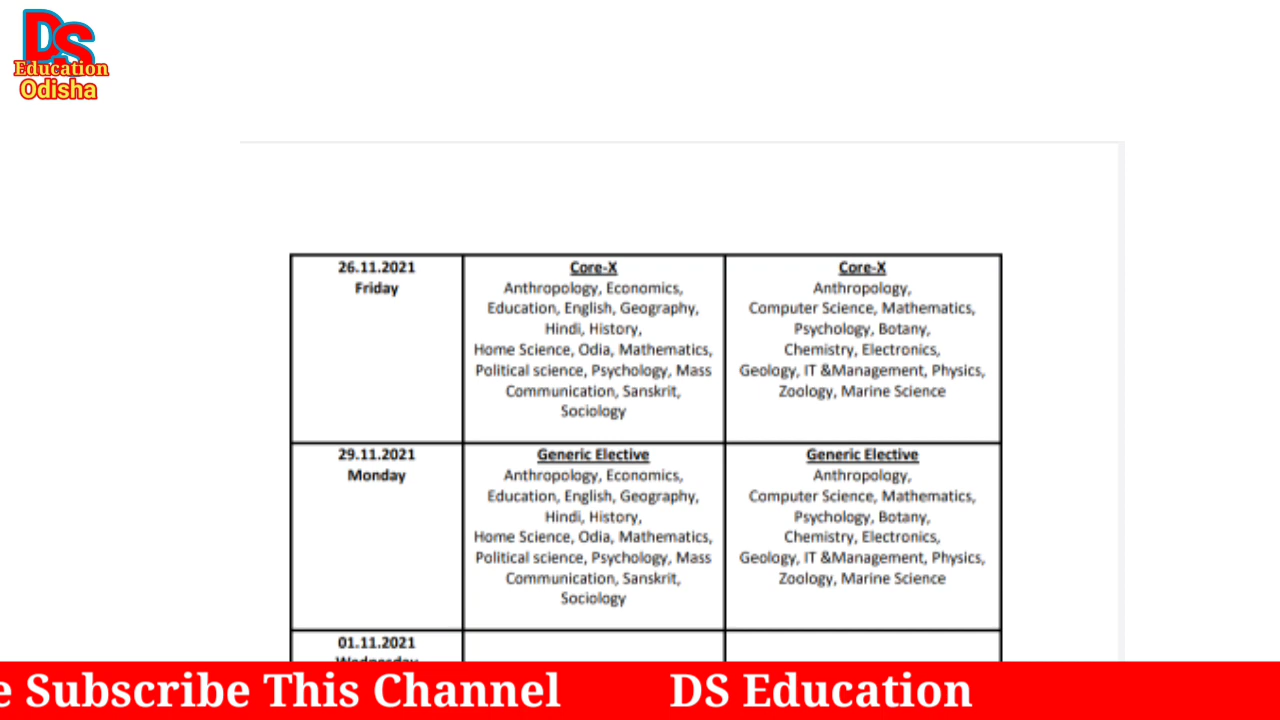 DS
Education
Odisha
26.11.2021
Friday
Core-X
Anthropology, Economics,
Education, English, Geography,
Hindi, History,
Home Science, Odia, Mathematics,
Political science, Psychology, Mass
Communication, Sanskrit,
Sociology
Core-X
Anthropology,
Computer Science, Mathematics,
Psychology, Botany,
Chemistry, Electronics,
Geology, IT &Management, Physics,
Zoology, Marine Science
29.11.2021
Monday
Generic Elective
Anthropology, Economics,
Education, English, Geography,
Hindi, History,
Home Science, Odia, Mathematics,
Political science, Psychology, Mass
Communication, Sanskrit,
Sociology
Generic Elective
Anthropology,
Computer Science, Mathematics,
Psychology, Botany,
Chemistry, Electronics,
Geology, IT &Management, Physics,
Zoology, Marine Science
01.11.2021
Wednesday
e Subscribe This Channel DS Education